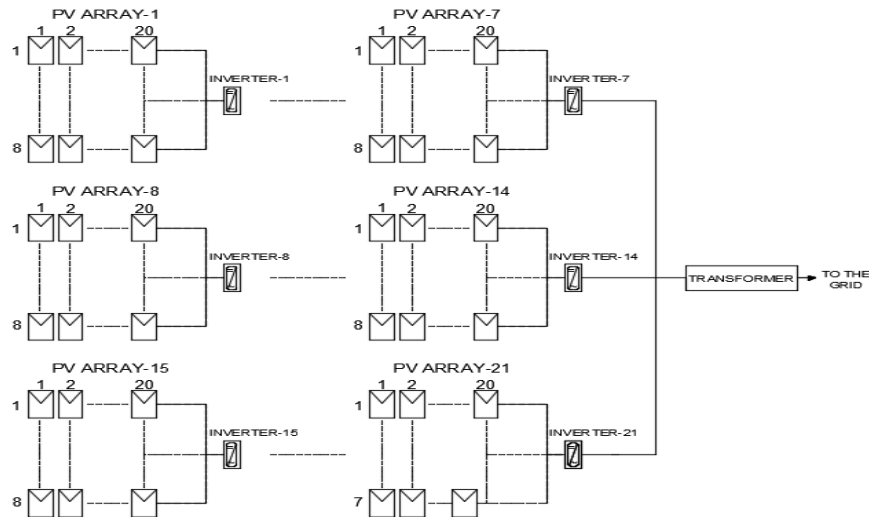 PV ARRAY-1
PV ARRAY-7
1 2 20
1 2 20
1
1
INVERTER-1
INVERTER-7
8
8
PV ARRAY-8
PV ARRAY-14
1 2 20
1 2 20
1
1
INVERTER-8
INVERTER-14
TRANSFORMER
TO THE
GRID
8
8
PV ARRAY-15
PV ARRAY-21
1 2 20
1 2 20
1
1
INVERTER-15
INVERTER-21
8
7